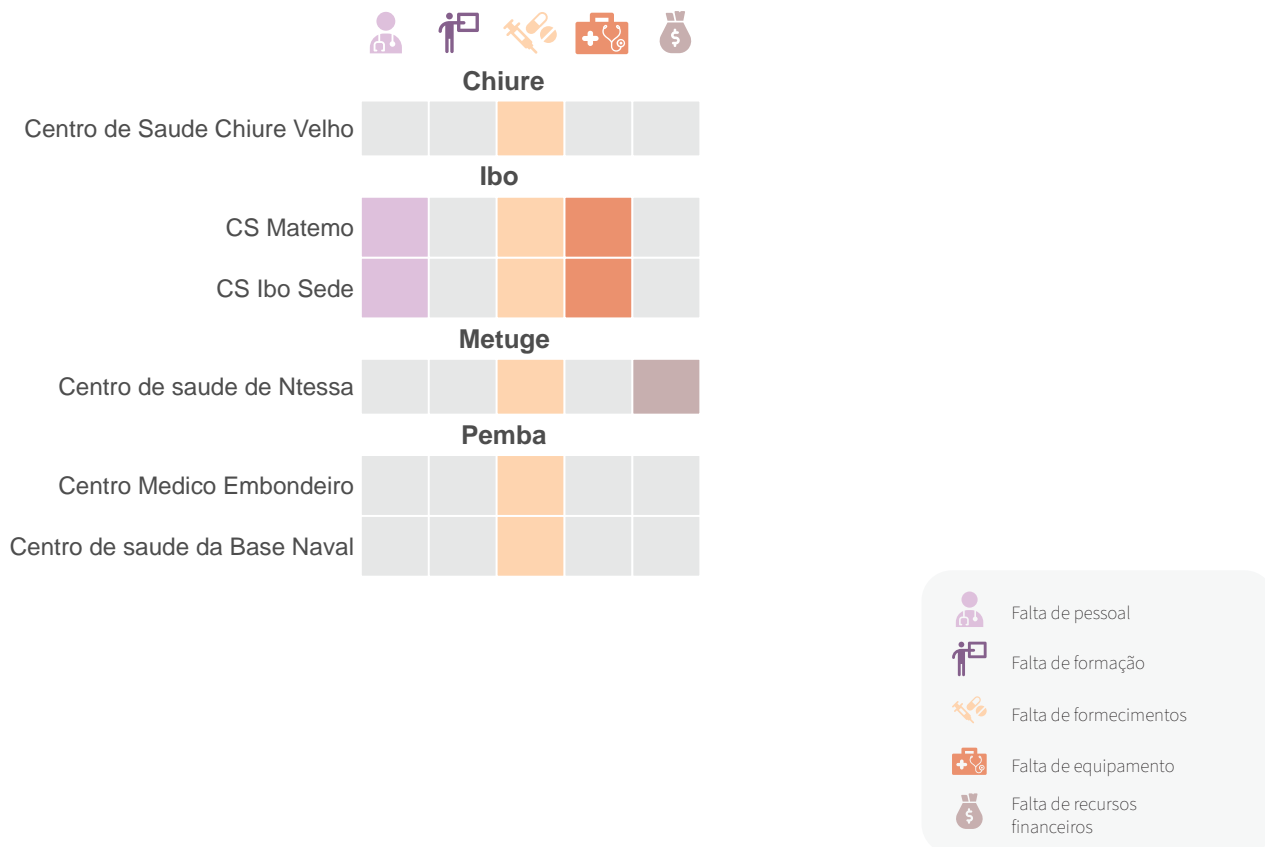 Chiure
Centro de Saude Chiure Velho
Ibo
CS Matemo
CS Ibo Sede
Metuge
Centro de saude de Ntessa
Pemba
Centro Medico Embondeiro
Centro de saude da Base Naval
Falta de pessoal
Falta de formação
Falta de formecimentos
Falta de equipamento
Falta de recursos
financeiros